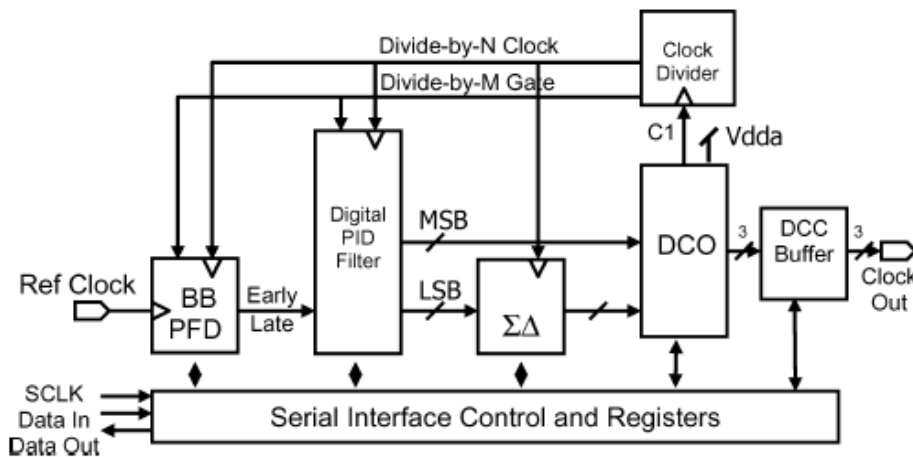 Divide-by-N Clock
Divide-by-M Gate
Clock
Divider
C1
Vdda
Digital
PID
Filter
MSB
LSB
DCO
3
DCC
Buffer
3
Clock
Out
Ref Clock
BB
PFD
Early
Late
ΣΔ
SCLK
Data In
Data Out
Serial Interface Control and Registers